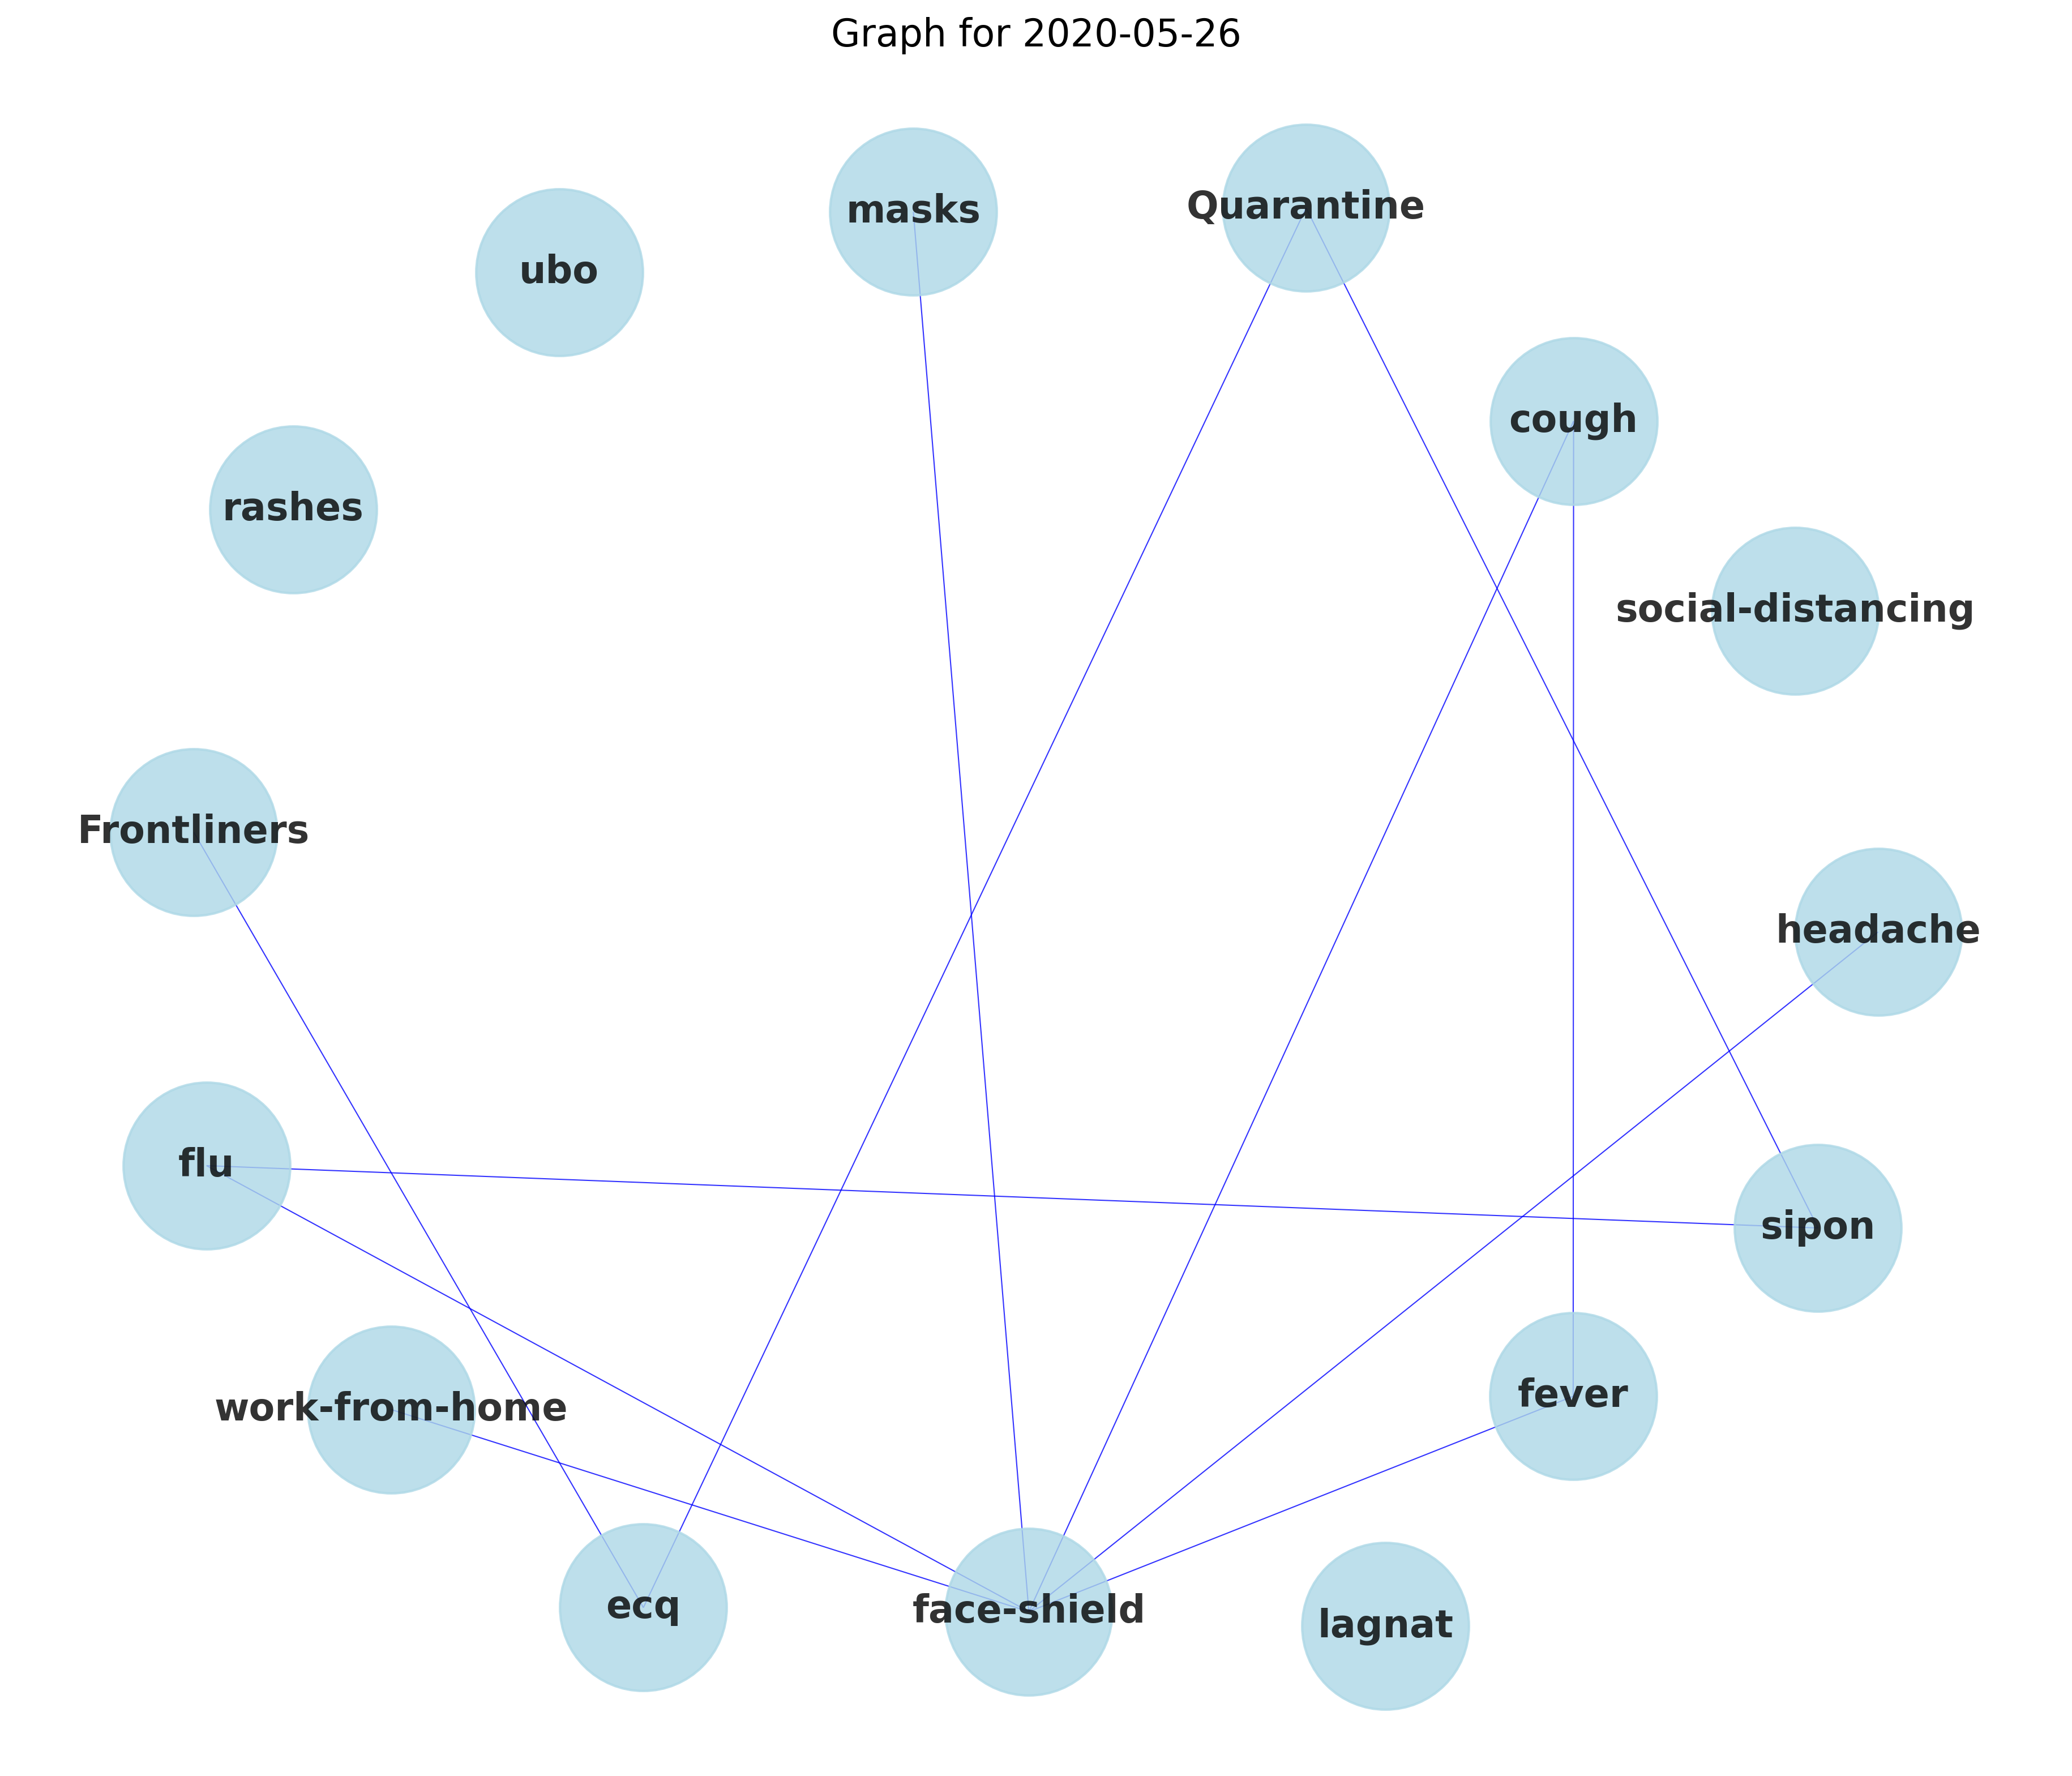 Graph for 2020-05-26
masks
Quarantine
ubo
cough
rashes
social-distancing
Frontliners
headache
flu
sipon
work-from-home
fever
ecq
face-shield
lagnat